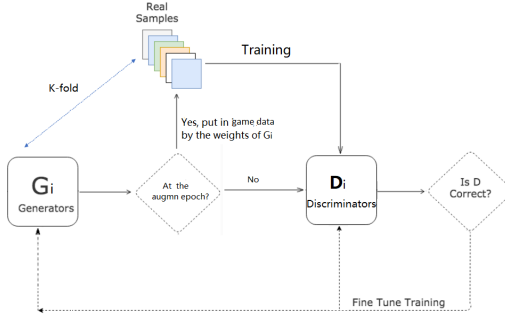 Real
Samples
Training
K-fold
Yes, put in game data
by the weights of Gi
Gi
Generators
At the
augmn epoch?
No
Di
Discriminators
Is D
Correct?
Fine Tune Training